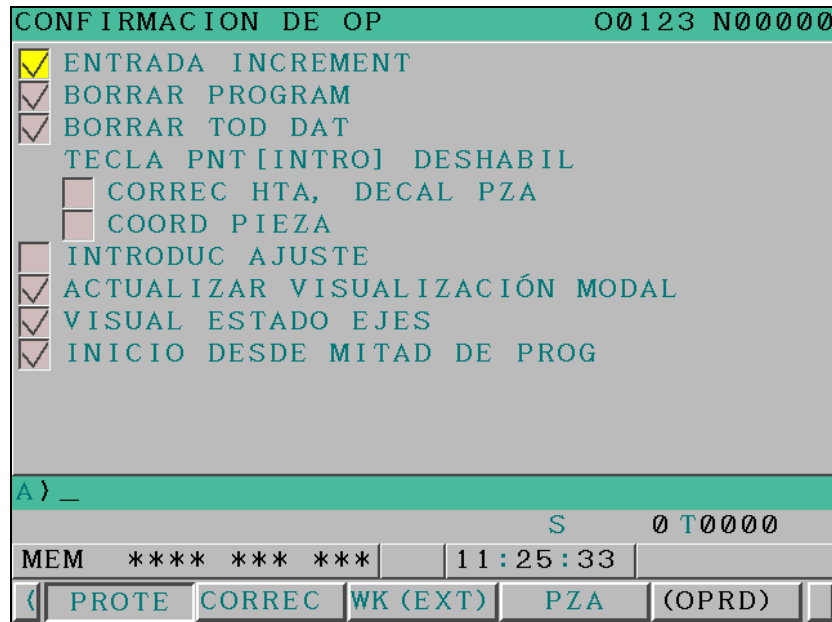 CONFIRMACION DE OP O0123 N00000
ENTRADA INCREMENT
BORRAR PROGRAM
BORRAR TOD DAT
TECLA PNT[INTRO] DESHABIL
CORREC HTA, DECAL PZA
COORD PIEZA
INTRODUC AJUSTE
ACTUALIZAR VISUALIZACIÓN MODAL
VISUAL ESTADO EJES
INICIO DESDE MITAD DE PROG
A)_
S 0 T0000
MEM **** *** *** 11:25:33
( PROTE CORREC WK(EXT) PZA (OPRD)